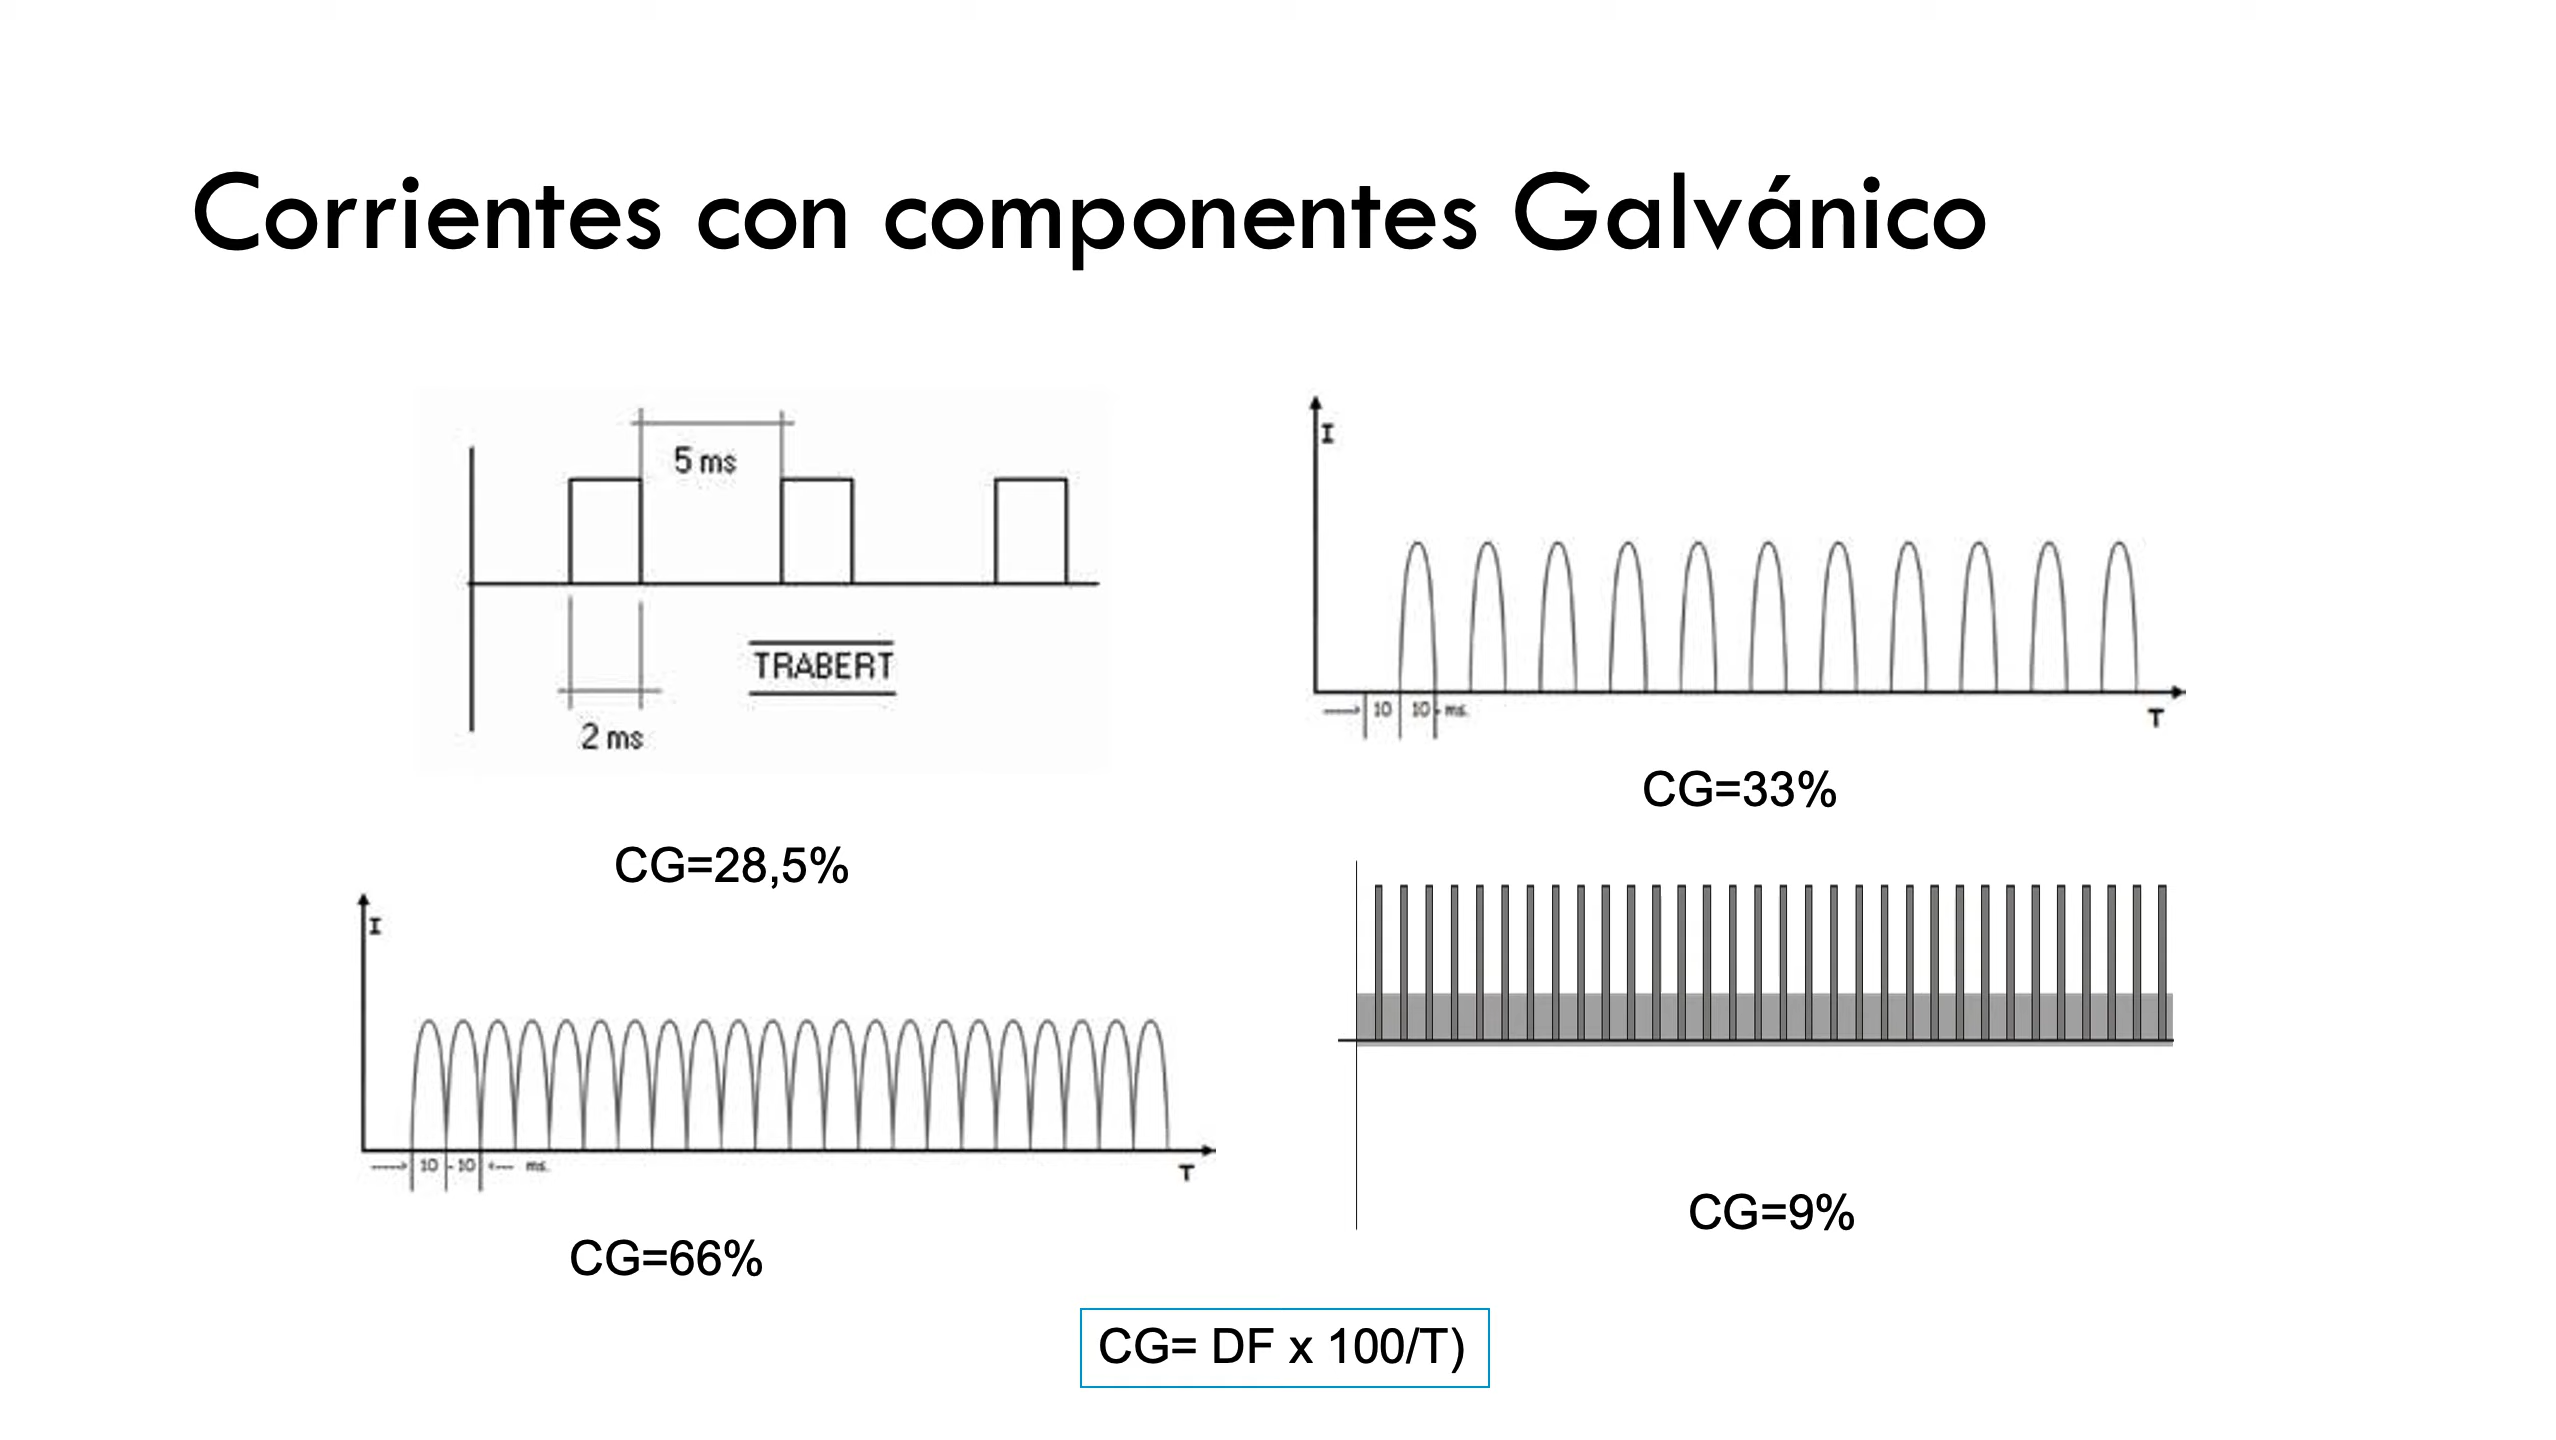 Corrientes con componentes Galvánico
5 ms
TRABERT
2 ms
CG=28,5%
I
10 10 ms.
T
CG=33%
I
10 10 ms.
T
CG=66%
CG=9%
CG= DF x 100/T)